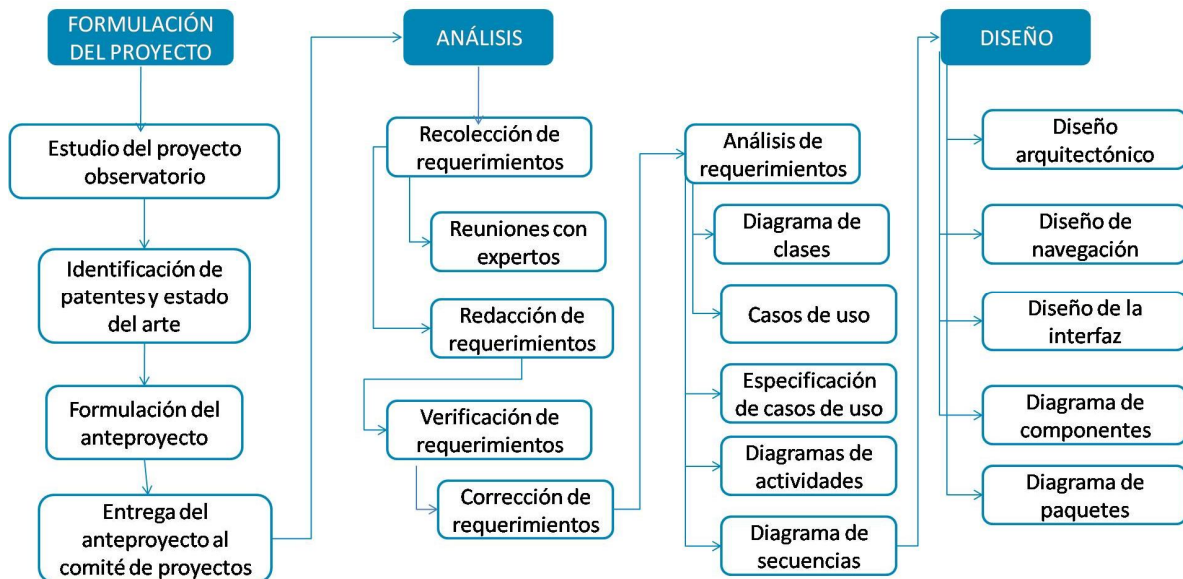 FORMULACIÓN
DEL PROYECTO
Estudio del proyecto
observatorio
Identificación de
patentes y estado
del arte
Formulación del
anteproyecto
Entrega del
anteproyecto al
comité de proyectos
ANÁLISIS
Recolección de
requerimientos
Reuniones con
expertos
Redacción de
requerimientos
Verificación de
requerimientos
Corrección de
requerimientos
Análisis de
requerimientos
Diagrama de
clases
Casos de uso
Especificación
de casos de uso
Diagramas de
actividades
Diagrama de
secuencias
DISEÑO
Diseño
arquitectónico
Diseño de
navegación
Diseño de la
interfaz
Diagrama de
componentes
Diagrama de
paquetes